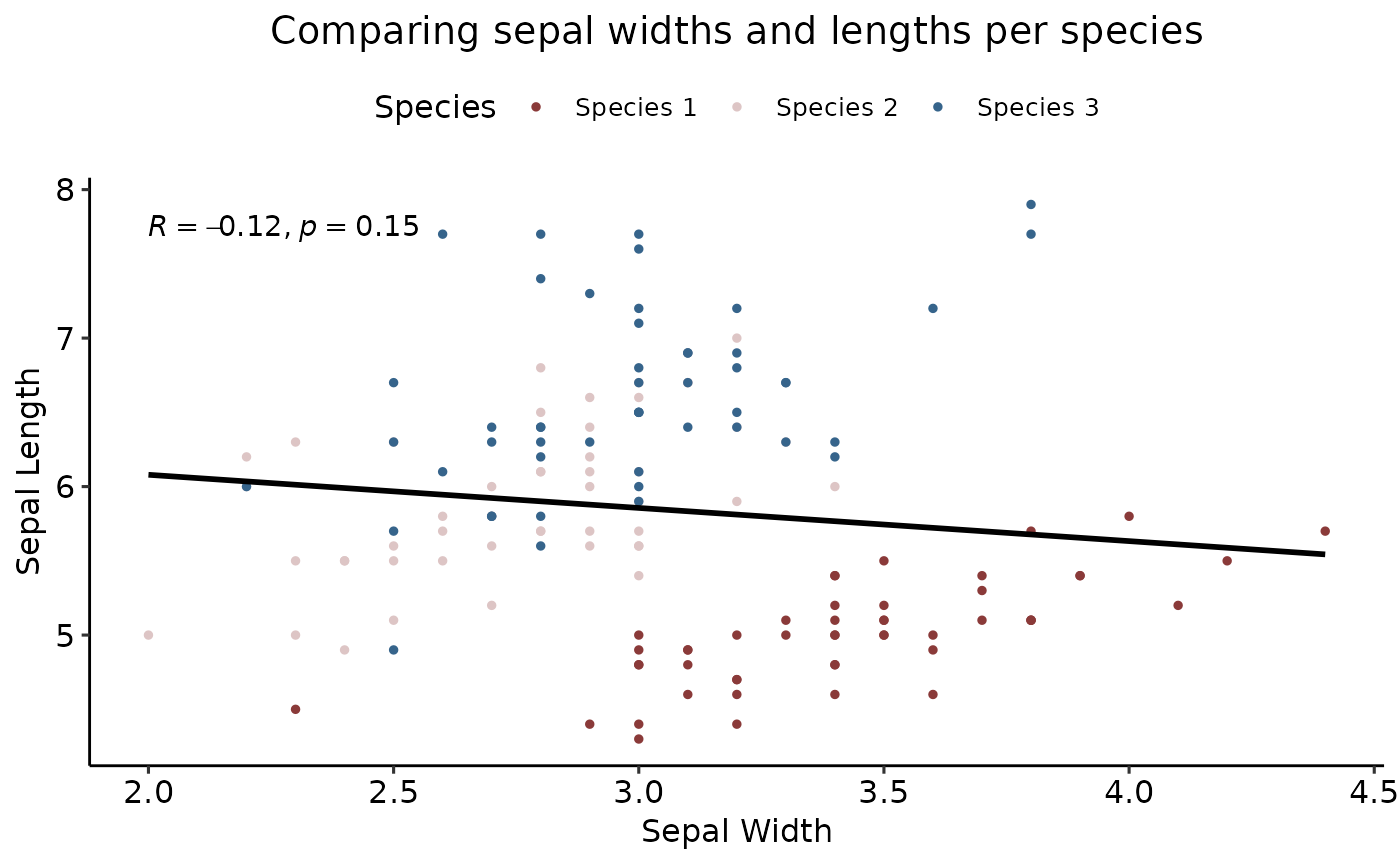 Comparing sepal widths and lengths per species
Species Species 1 Species 2 Species 3
8
R = –0.12, p = 0.15
7
6
5
Sepal Length
2.0 2.5 3.0 3.5 4.0 4.5
Sepal Width